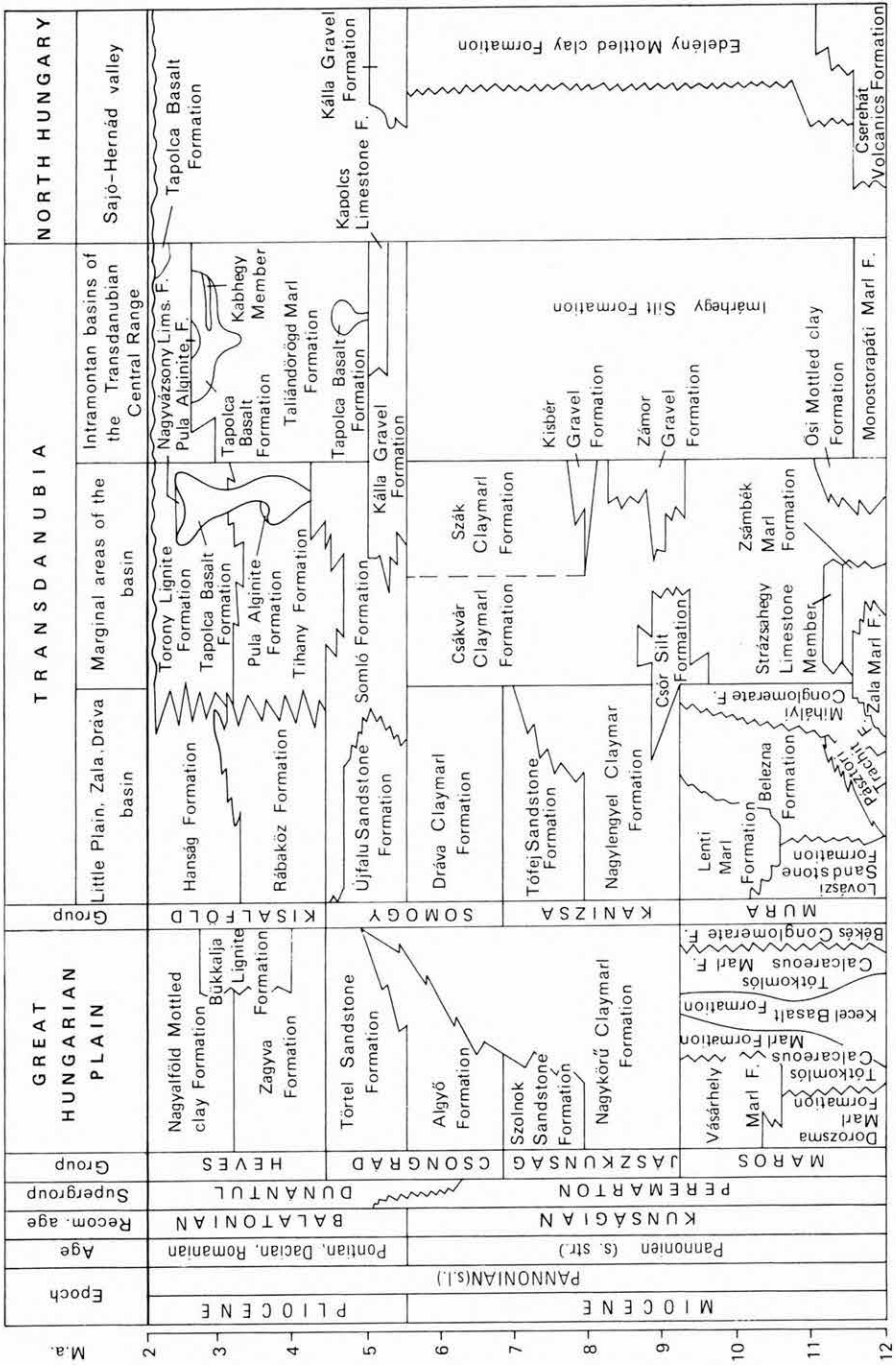 NORTH HUNGARY
Sajó-Hernád valley
Tapolca Basalt
Formation
Kálla Gravel
Formation
Kapolcs
Limestone F.
Edelény Mottled clay Formation
Cserehát
Volcanics Formation
TRANSDANUBIA
Intramontan basins of
the Transdanubian
Central Range
Nagyvázsony Lims. F.
Pula Alginite F.
Kabhegy
Member
Tapolca
Basalt
Formation
Taliándörögd Marl
Formation
Tapolca Basalt
Formation
Kálla Gravel
Formation
Imárhegy Silt Formation
Kisbér
Gravel
Formation
Zámor
Gravel
Formation
Ősi Mottled clay
Formation
Monostorapáti Marl F.
Marginal areas of the
basin
Torony Lignite
Formation
Tapolca Basalt
Formation
Pula Alginite
Formation
Tihany Formation
Somló Formation
Szák
Claymarl
Formation
Csákvár
Claymarl
Formation
Csór Silt
Formation
Zsámbék
Marl
Formation
Strázsahegy
Limestone
Member
Zala Marl F.
Little Plain, Zala, Dráva
basin
Hanság Formation
Rábaköz Formation
Újfalu Sandstone
Formation
Dráva Claymarl
Formation
Tófej Sandstone
Formation
Nagylengyel Claymar
Formation
Mihályi
Conglomerate F.
Pásztori
Trachit F.
Belezna
Formation
Lenti
Marl
Formation
Lovászi
Sandstone
Formation
Group
KISALFÖLD
SOMOGY
KANIZSA
MURA
GREAT
HUNGARIAN
PLAIN
Nagyalföld Mottled
clay Formation
Bükkalja
Lignite
Formation
Zagyva
Formation
Törtel Sandstone
Formation
Algyő
Formation
Szolnok
Sandstone
Formation
Nagykörű Claymarl
Formation
Békés Conglomerate F.
Tótkomlós
Calcareous Marl F.
Kecel Basalt Formation
Tótkomlós
Calcareous
Marl Formation
Vásárhely
Marl F.
Dorozsma
Marl
Formation
Group
HEVES
CSONGRAD
JÁSZKUNSÁG
MAROS
Supergroup
DUNANTUL
PEREMARTON
Recom. age
BALATONIAN
KUNSÁGIAN
Age
Pontian, Dacian, Romanian
Pannonien (s. str.)
Epoch
PANNONIAN(s.l.)
PLIOCENE
MIOCENE
M.a.
2
3
4
5
6
7
8
9
10
11
12